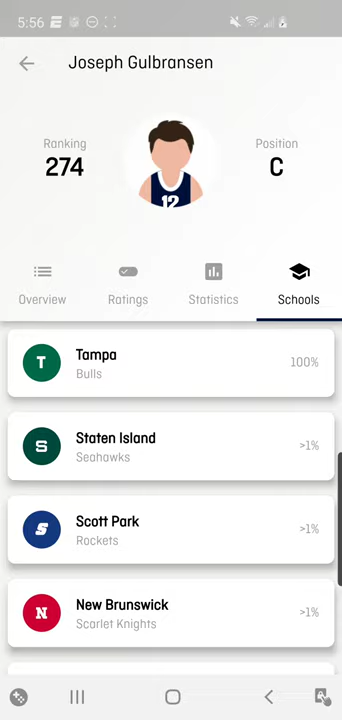 5:56
Joseph Gulbransen
Ranking
274
12
Position
C
Overview
Ratings
Statistics
Schools
T
Tampa
Bulls
100%
S
Staten Island
Seahawks
>1%
S
Scott Park
Rockets
>1%
N
New Brunswick
Scarlet Knights
>1%